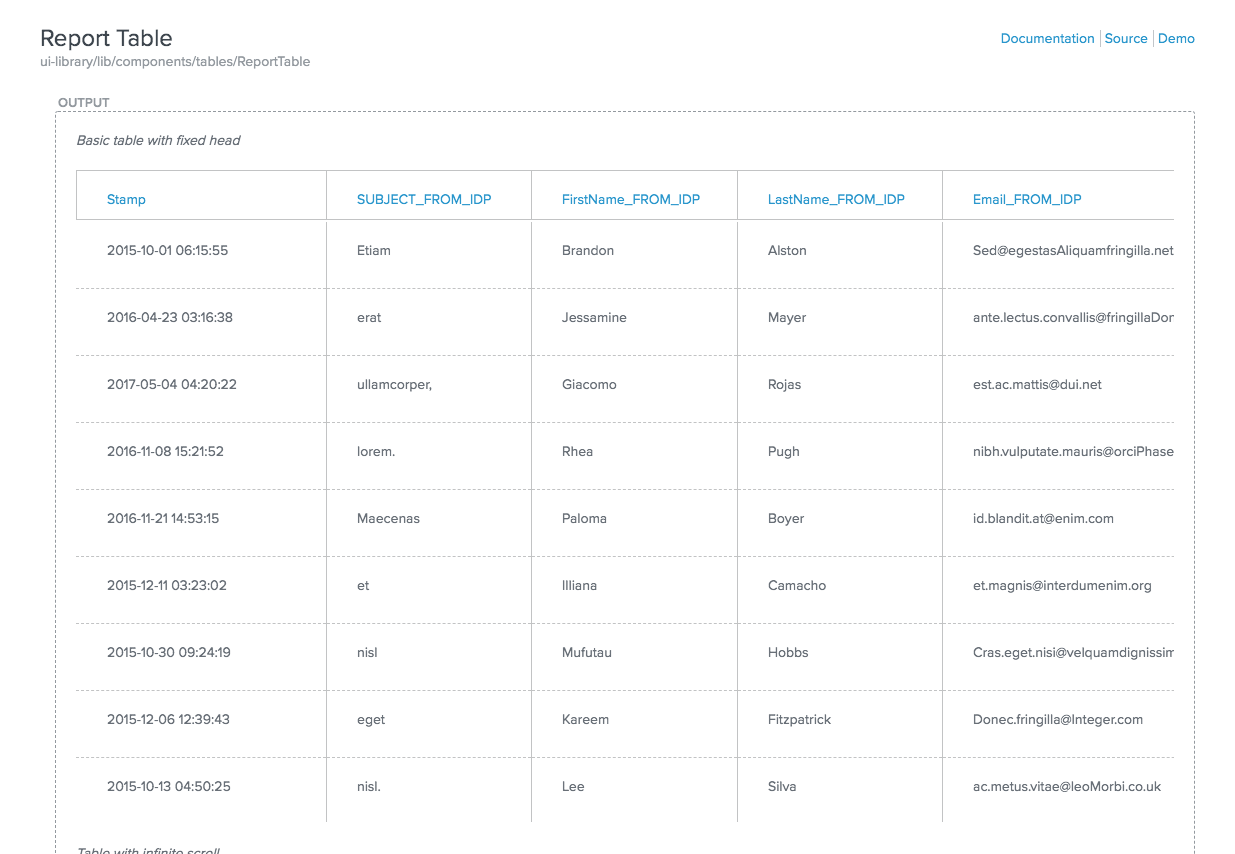 Report Table
Documentation Source Demo
ui-library/lib/components/tables/ReportTable
OUTPUT
Basic table with fixed head
Stamp SUBJECT_FROM_IDP FirstName_FROM_IDP LastName_FROM_IDP Email_FROM_IDP
2015-10-01 06:15:55 Etiam Brandon Alston Sed@egestasAliquamfringilla.net
2016-04-23 03:16:38 erat Jessamine Mayer ante.lectus.convallis@fringillaDor
2017-05-04 04:20:22 ullamcorper, Giacomo Rojas est.ac.mattis@dui.net
2016-11-08 15:21:52 lorem. Rhea Pugh nibh.vulputate.mauris@orciPhase
2016-11-21 14:53:15 Maecenas Paloma Boyer id.blandit.at@enim.com
2015-12-11 03:23:02 et Illiana Camacho et.magnis@interdumenim.org
2015-10-30 09:24:19 nisl Mufutau Hobbs Cras.eget.nisi@velquamdignissim
2015-12-06 12:39:43 eget Kareem Fitzpatrick Donec.fringilla@Integer.com
2015-10-13 04:50:25 nisl. Lee Silva ac.metus.vitae@leoMorbi.co.uk
Table with infinite scroll